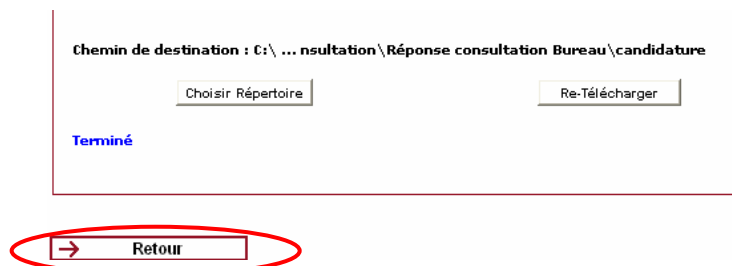 Chemin de destination : C:\ ... nsultation\Réponse consultation Bureau\candidature
Choisir Répertoire Re-Télécharger
Terminé
Retour